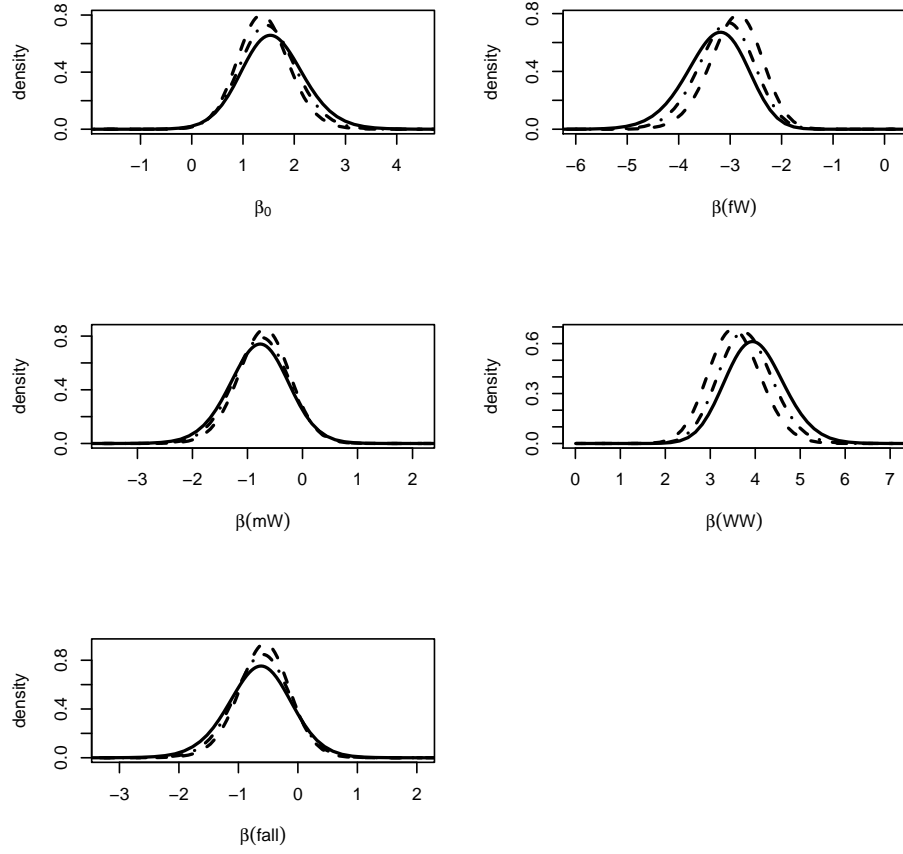 density
0.0 0.4 0.8
−1 0 1 2 3 4
β0
density
0.0 0.4 0.8
−6 −5 −4 −3 −2 −1 0
β(fW)
density
0.0 0.4 0.8
−3 −2 −1 0 1 2
β(mW)
density
0.0 0.3 0.6
0 1 2 3 4 5 6 7
β(WW)
density
0.0 0.4 0.8
−3 −2 −1 0 1 2
β(fall)